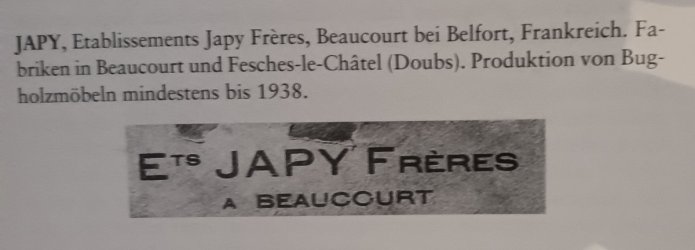 JAPY, Etablissements Japy Frères, Beaucourt bei Belfort, Frankreich. Fa-
briken in Beaucourt und Fesches-le-Châtel (Doubs). Produktion von Bug-
holzmöbeln mindestens bis 1938.
ETS JAPY FRÈRES
A BEAUCOURT